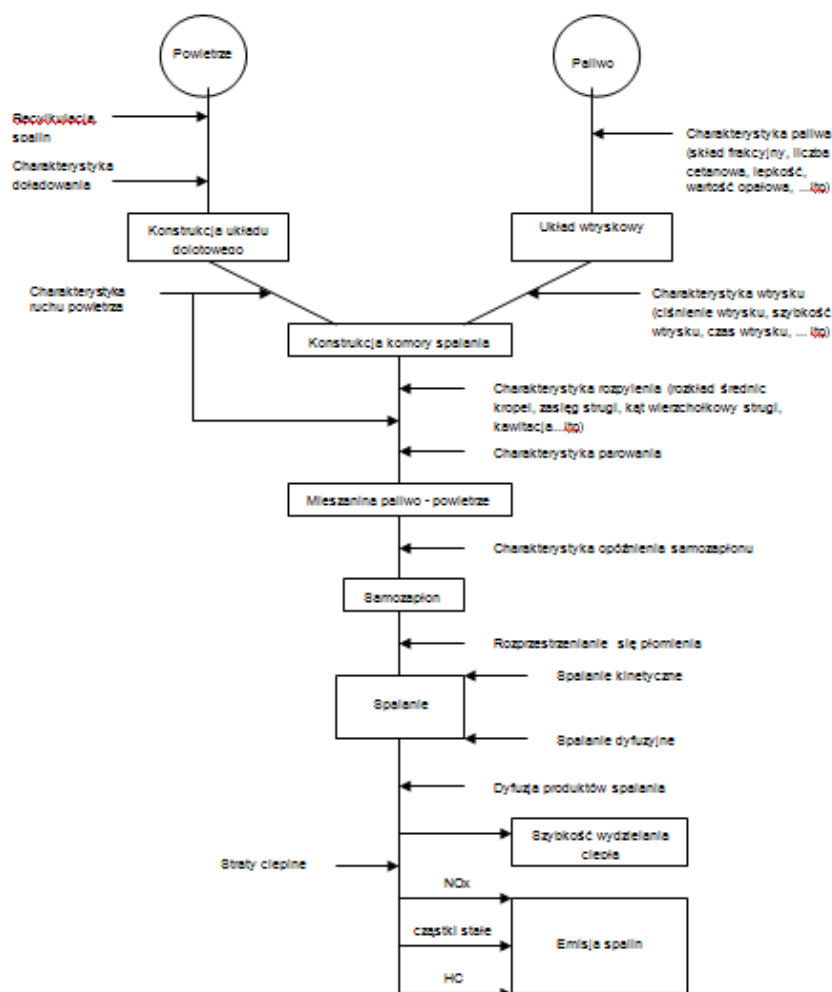 Powietrze
Paliwo
Recyklulacja
spalin
Charakterystyka
doładowania
Charakterystyka paliwa
(skład frakcyjny, liczba
cetanowa, lepkość,
wartość opałowa, ...itp)
Konstrukcja układu
dolotowego
Układ wtryskowy
Charakterystyka
ruchu powietrza
Charakterystyka wtrysku
(ciśnienie wtrysku, szybkość
wtrysku, czas wtrysku, ... itp)
Konstrukcja komory spalania
Charakterystyka rozpylenia (rozkład średnic
kropel, zasięg strugi, kąt wierzchołkowy strugi,
kawitacja...itp)
Charakterystyka parowania
Mieszanina paliwo - powietrze
Charakterystyka opóźnienia samozapłonu
Samozapłon
Rozprzestrzenianie się płomienia
Spalanie kinetyczne
Spalanie
Spalanie dyfuzyjne
Dyfuzja produktów spalania
Szybkość wydzielania
ciepła
Straty cieplne
NOx
cząstki stałe
Emisja spalin
HC